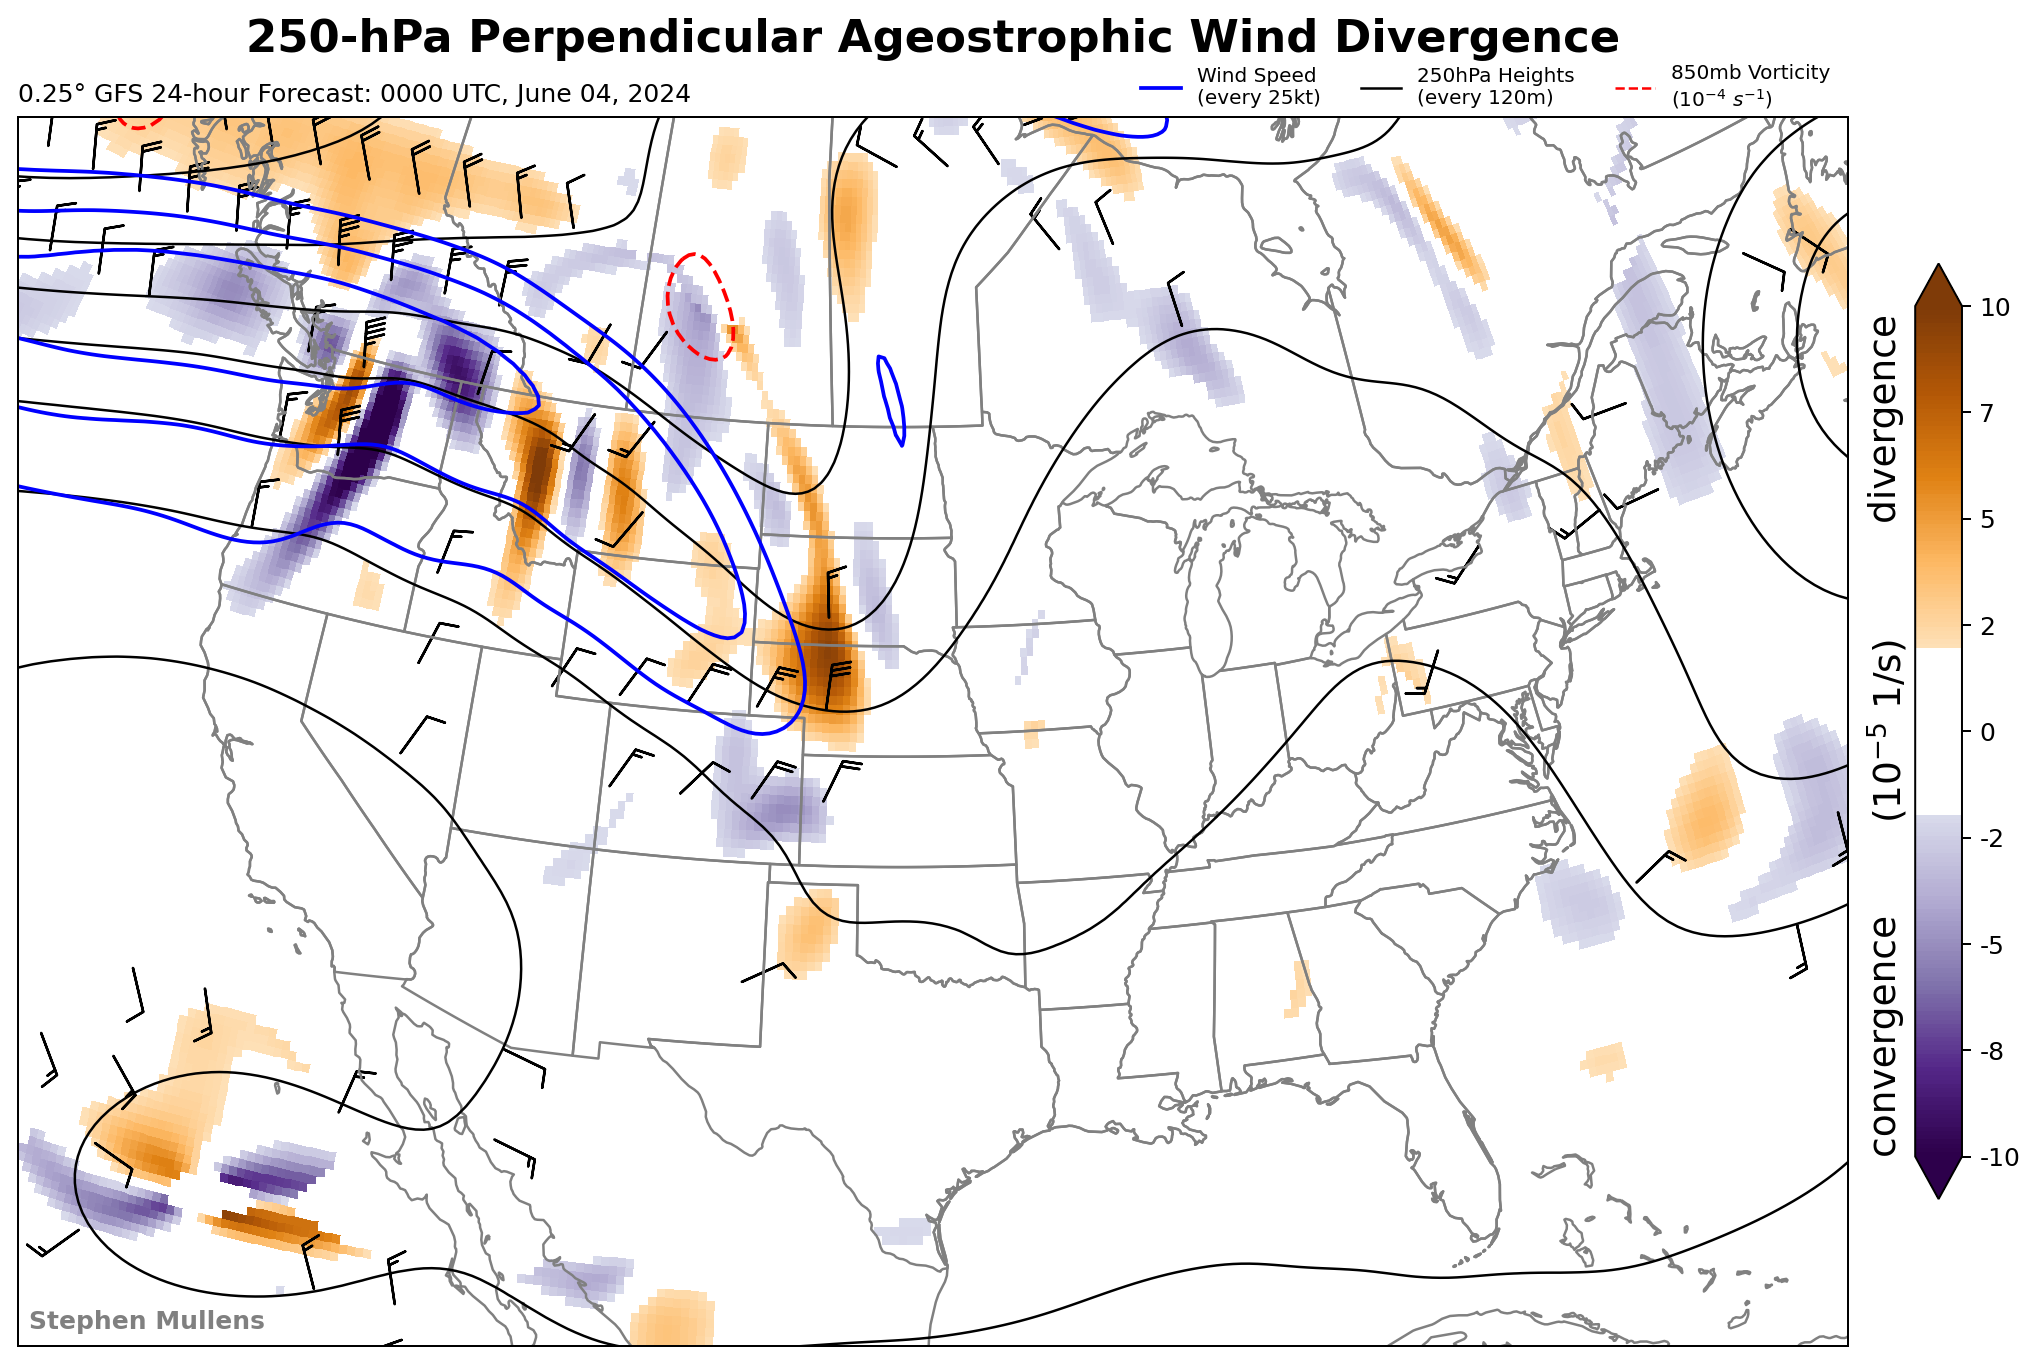 250-hPa Perpendicular Ageostrophic Wind Divergence
0.25° GFS 24-hour Forecast: 0000 UTC, June 04, 2024
Wind Speed
(every 25kt)
250hPa Heights
(every 120m)
850mb Vorticity
(10⁻⁴ s⁻¹)
10
7
5
2
0
-2
-5
-8
-10
convergence (10⁻⁵ 1/s) divergence
Stephen Mullens